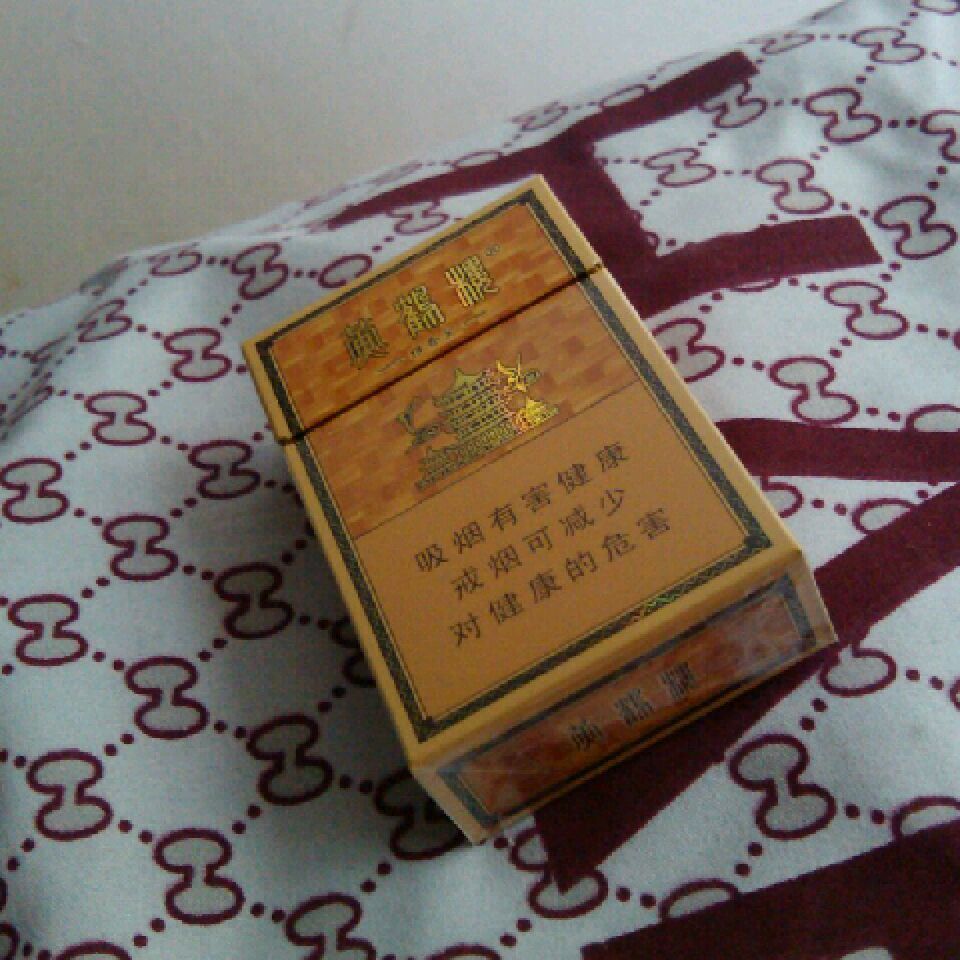 黄鹤楼
吸烟有害健康
戒烟可减少
对健康的危害
黄鹤楼